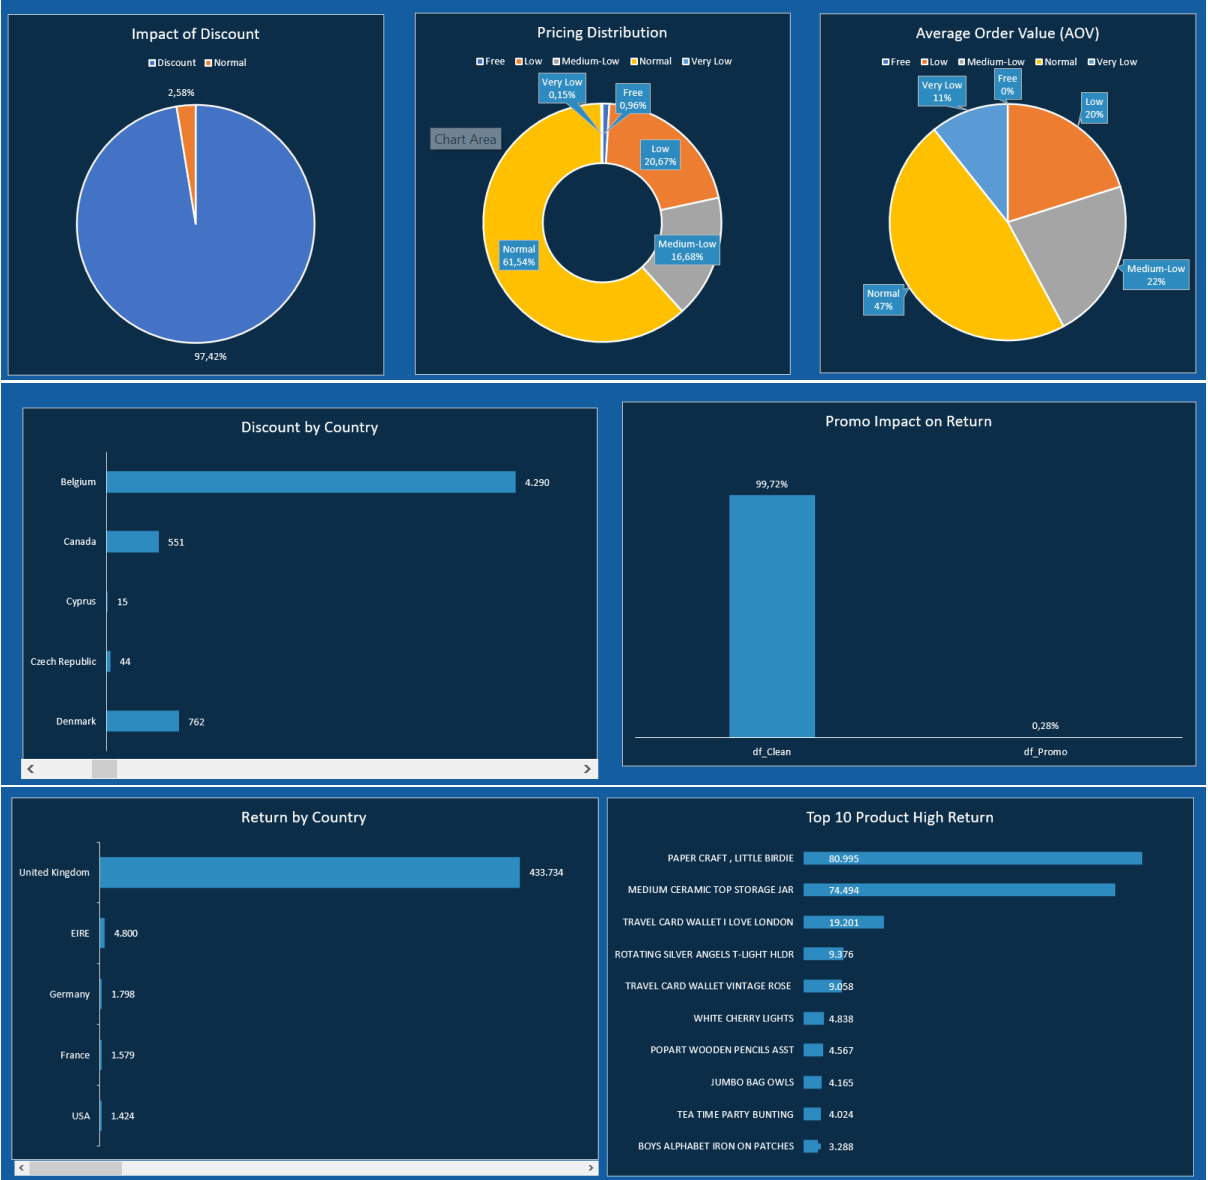 Impact of Discount
Discount Normal
2,58%
97,42%
Pricing Distribution
Free Low Medium-Low Normal Very Low
Very Low
0,15%
Free
0,96%
Chart Area
Low
20,67%
Normal
61,54%
Medium-Low
16,68%
Average Order Value (AOV)
Free Low Medium-Low Normal Very Low
Very Low
11%
Free
0%
Low
20%
Medium-Low
22%
Normal
47%
Discount by Country
Belgium 4.290
Canada 551
Cyprus 15
Czech Republic 44
Denmark 762
Promo Impact on Return
99,72%
0,28%
df_Clean df_Promo
Return by Country
United Kingdom 433.734
EIRE 4.800
Germany 1.798
France 1.579
USA 1.424
Top 10 Product High Return
PAPER CRAFT , LITTLE BIRDIE 80.995
MEDIUM CERAMIC TOP STORAGE JAR 74.494
TRAVEL CARD WALLET I LOVE LONDON 19.201
ROTATING SILVER ANGELS T-LIGHT HLDR 9.376
TRAVEL CARD WALLET VINTAGE ROSE 9.058
WHITE CHERRY LIGHTS 4.838
POPART WOODEN PENCILS ASST 4.567
JUMBO BAG OWLS 4.165
TEA TIME PARTY BUNTING 4.024
BOYS ALPHABET IRON ON PATCHES 3.288